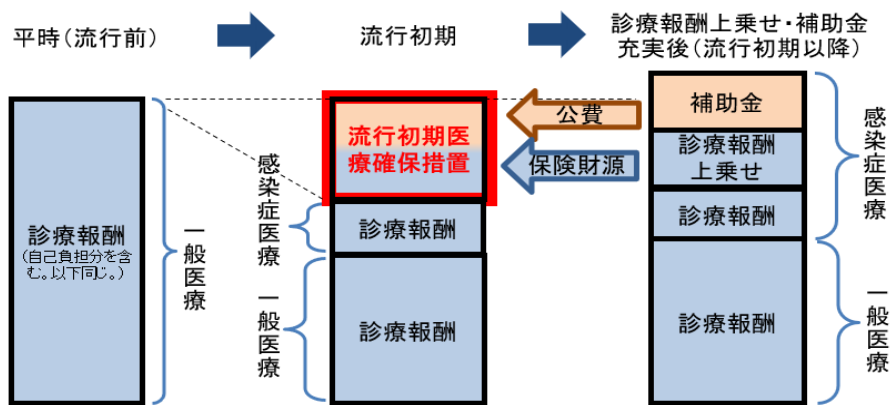 平時(流行前)
流行初期
診療報酬上乗せ・補助金
充実後(流行初期以降)
診療報酬
(自己負担分を含
む。以下同じ。)
一般医療
流行初期医
療確保措置
診療報酬
診療報酬
感染症医療
一般医療
公費
保険財源
補助金
診療報酬
上乗せ
診療報酬
診療報酬
感染症医療
一般医療